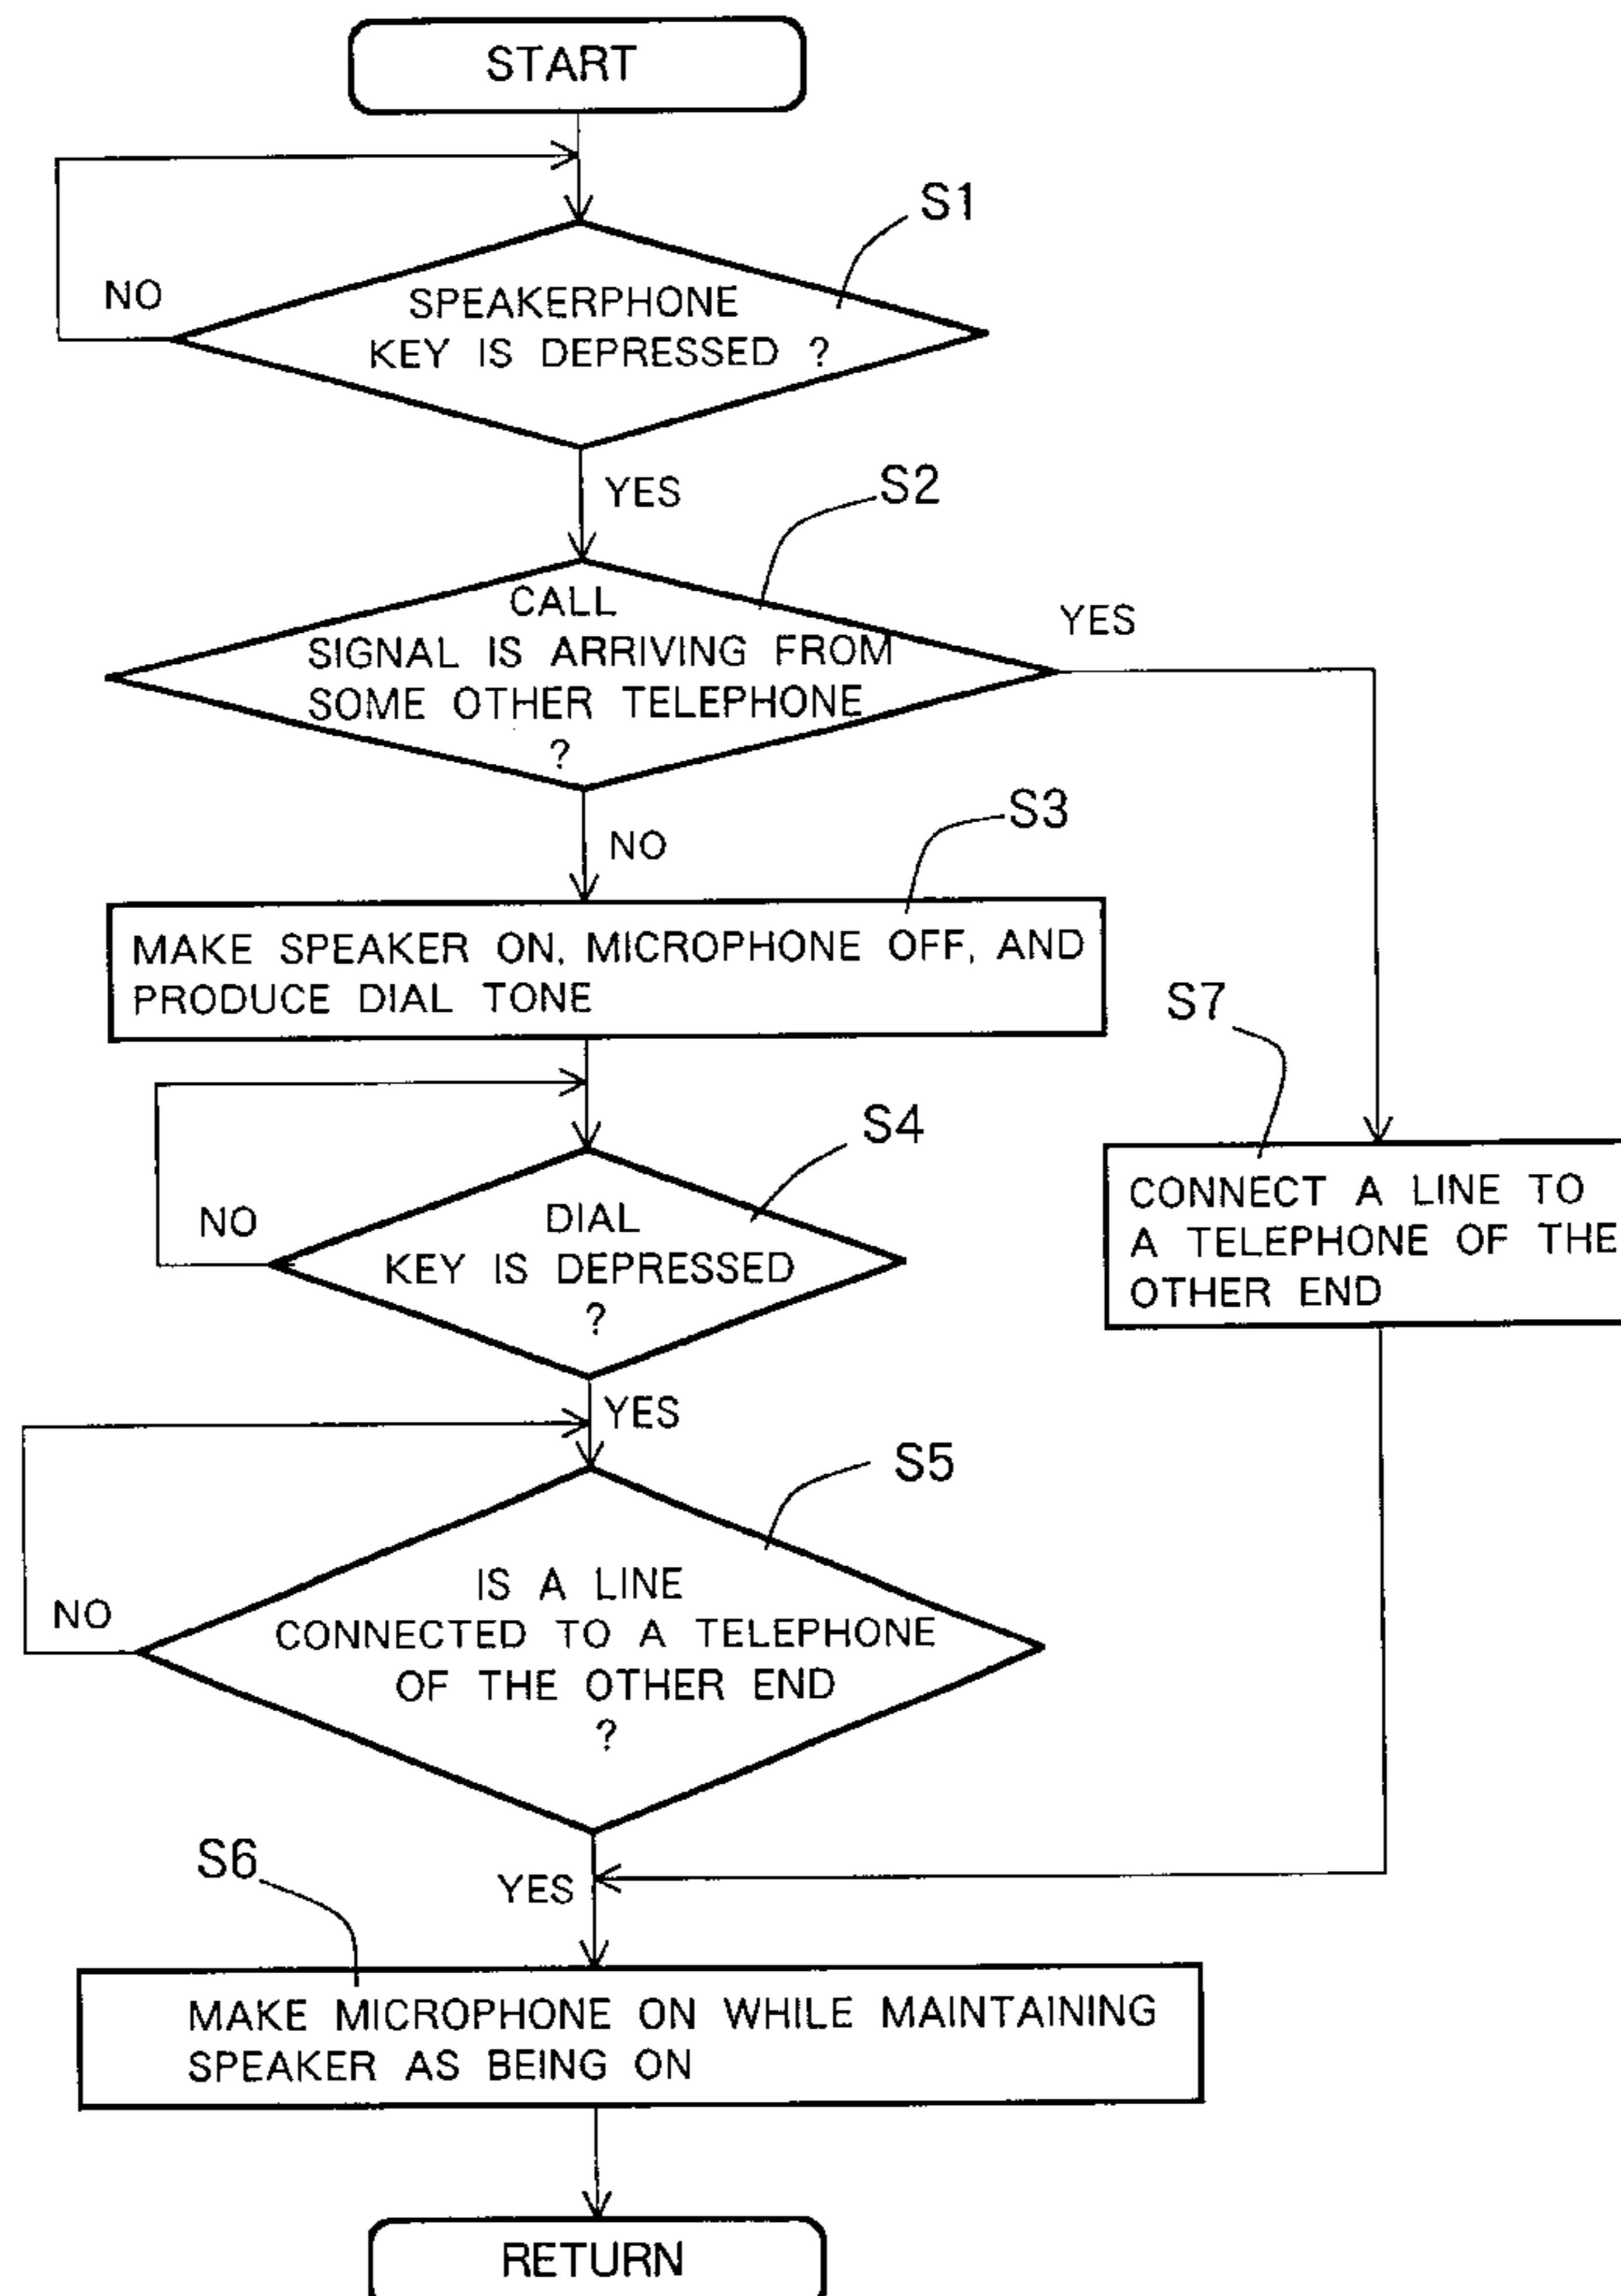 START
S1
NO
SPEAKERPHONE
KEY IS DEPRESSED ?
YES
S2
CALL
SIGNAL IS ARRIVING FROM
SOME OTHER TELEPHONE
?
YES
NO
S3
MAKE SPEAKER ON, MICROPHONE OFF, AND
PRODUCE DIAL TONE
S7
CONNECT A LINE TO
A TELEPHONE OF THE
OTHER END
S4
NO
DIAL
KEY IS DEPRESSED
?
YES
S5
NO
IS A LINE
CONNECTED TO A TELEPHONE
OF THE OTHER END
?
S6
YES
MAKE MICROPHONE ON WHILE MAINTAINING
SPEAKER AS BEING ON
RETURN